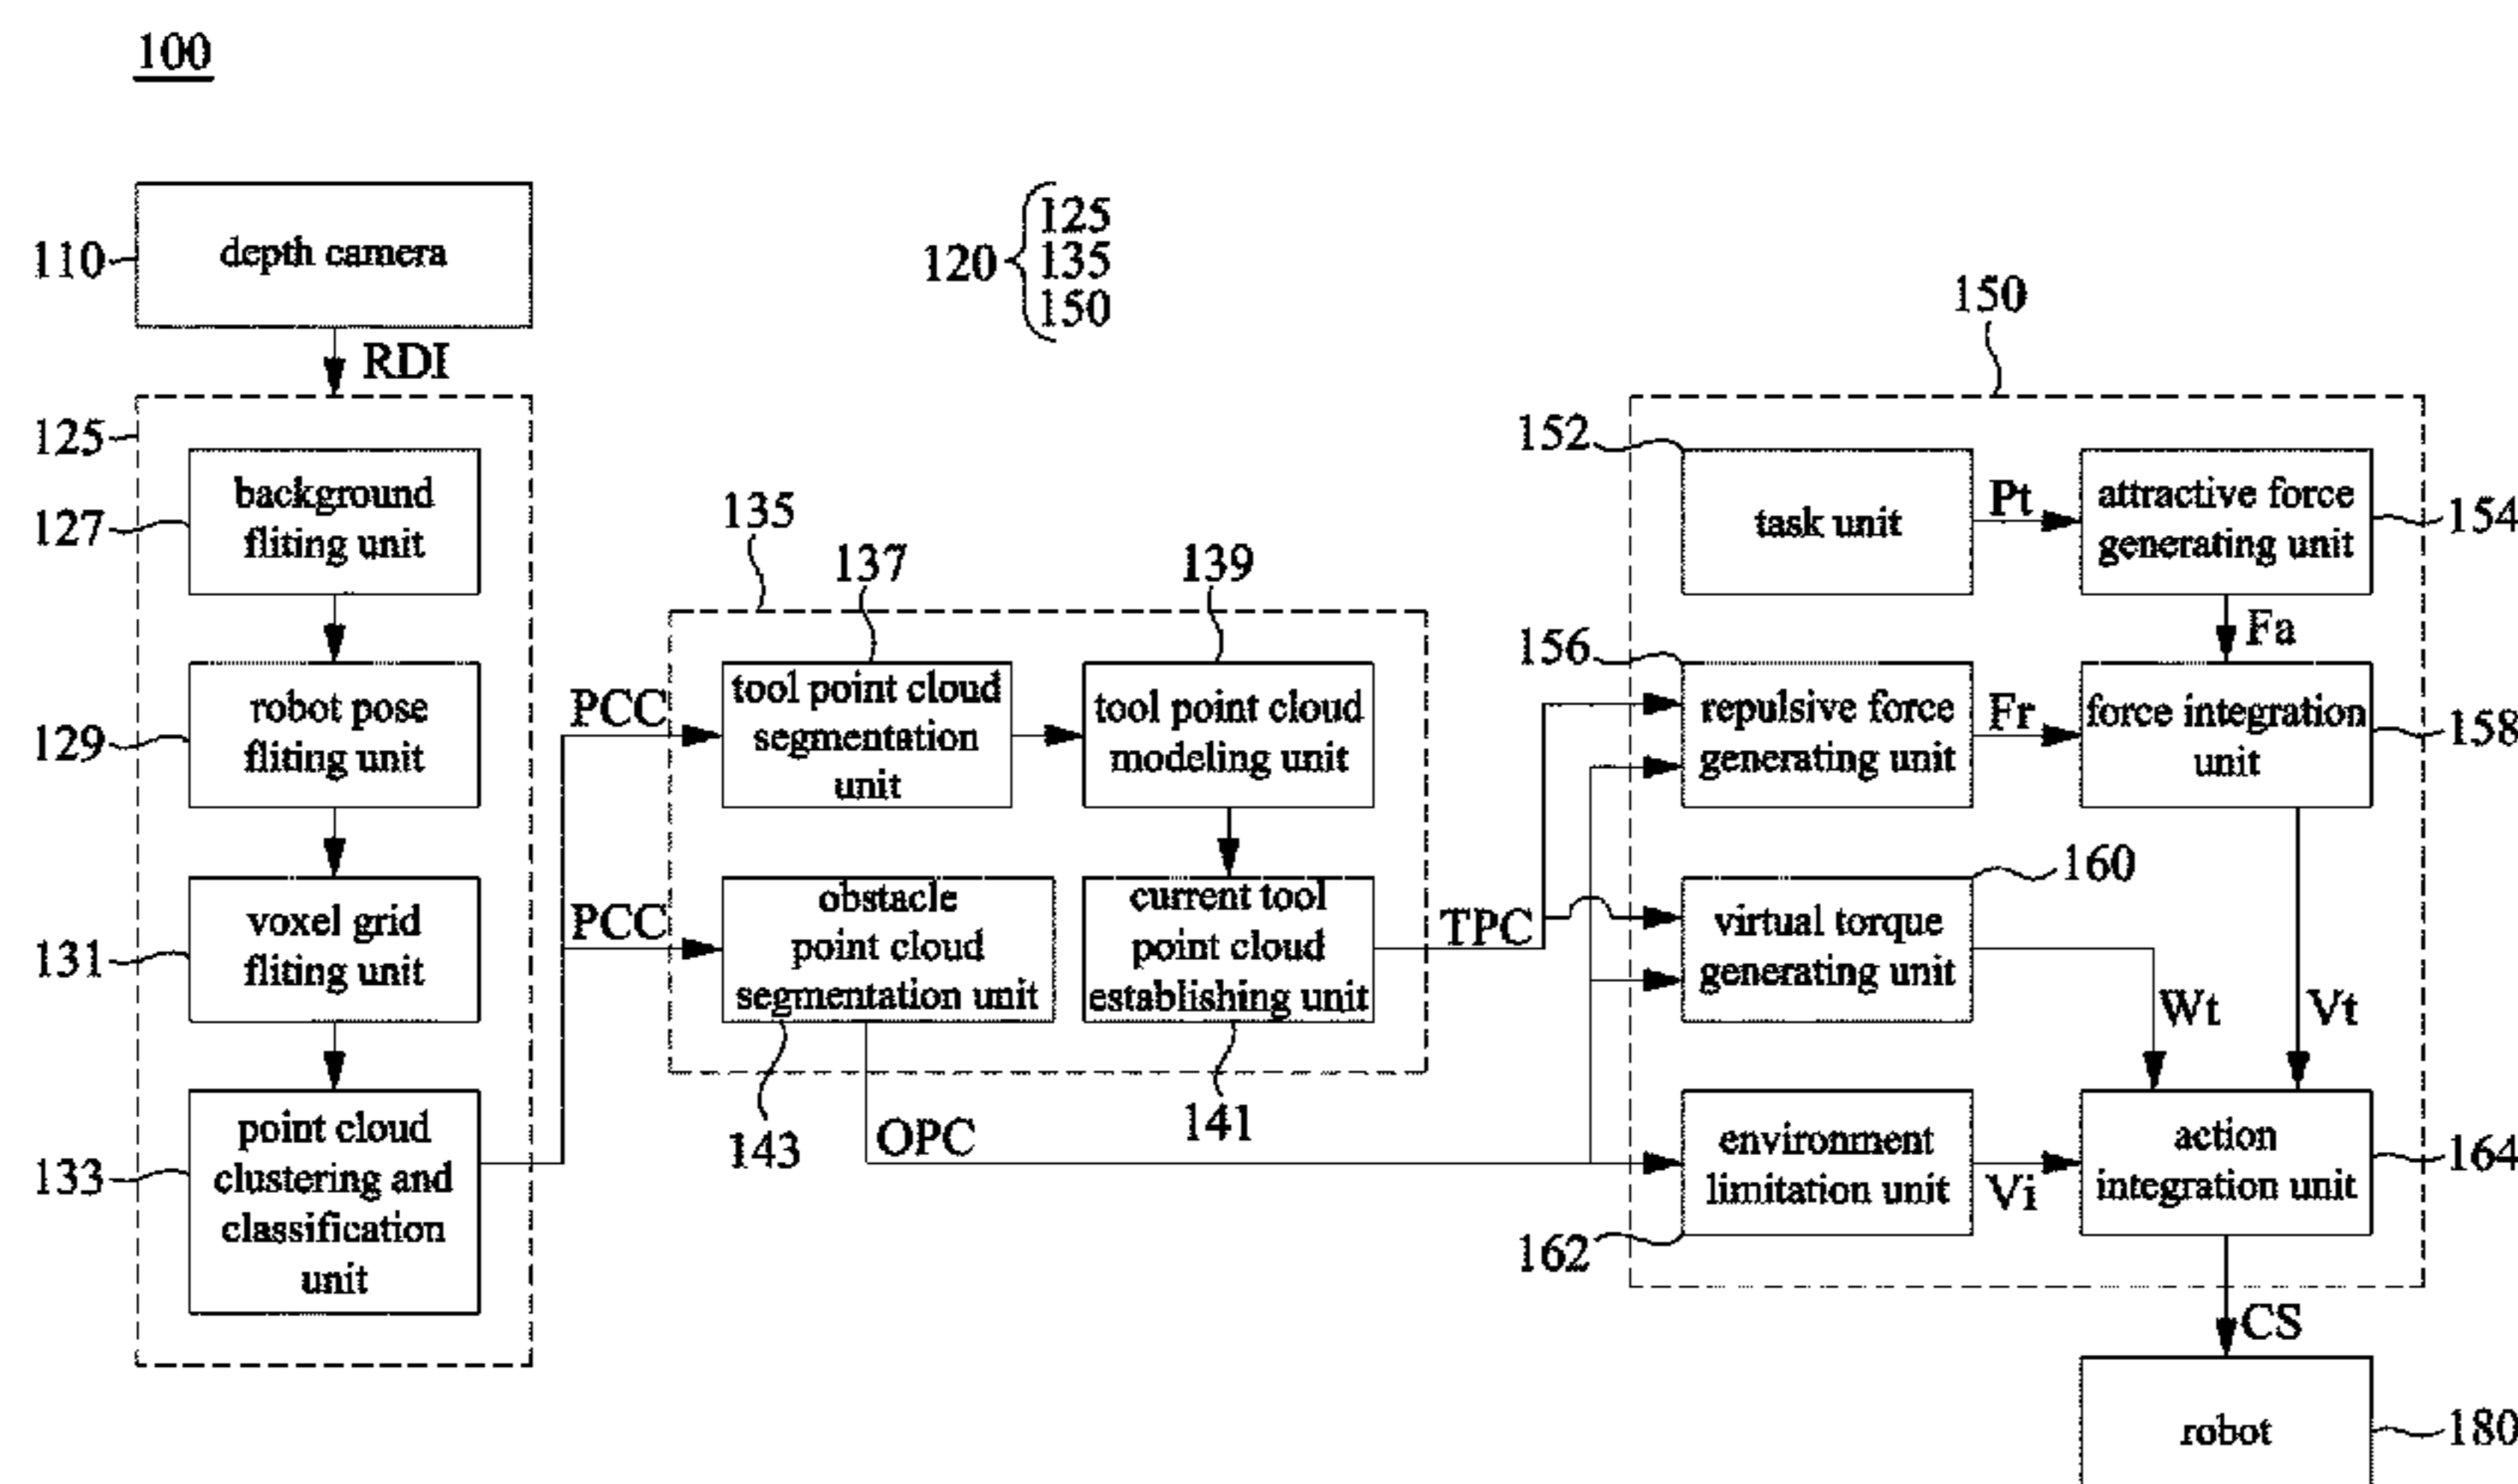 100
110
depth camera
RDI
120
125
135
150
125
127
background
fliting unit
129
robot pose
fliting unit
131
voxel grid
fliting unit
133
point cloud
clustering and
classification
unit
PCC
PCC
135
137
tool point cloud
segmentation
unit
139
tool point cloud
modeling unit
obstacle
point cloud
segmentation unit
143
current tool
point cloud
establishing unit
141
OPC
TPC
150
152
task unit
Pt
attractive force
generating unit
154
Fa
156
repulsive force
generating unit
Fr
force integration
unit
158
160
virtual torque
generating unit
Wt
Vt
environment
limitation unit
162
Vi
action
integration unit
164
CS
robot
180